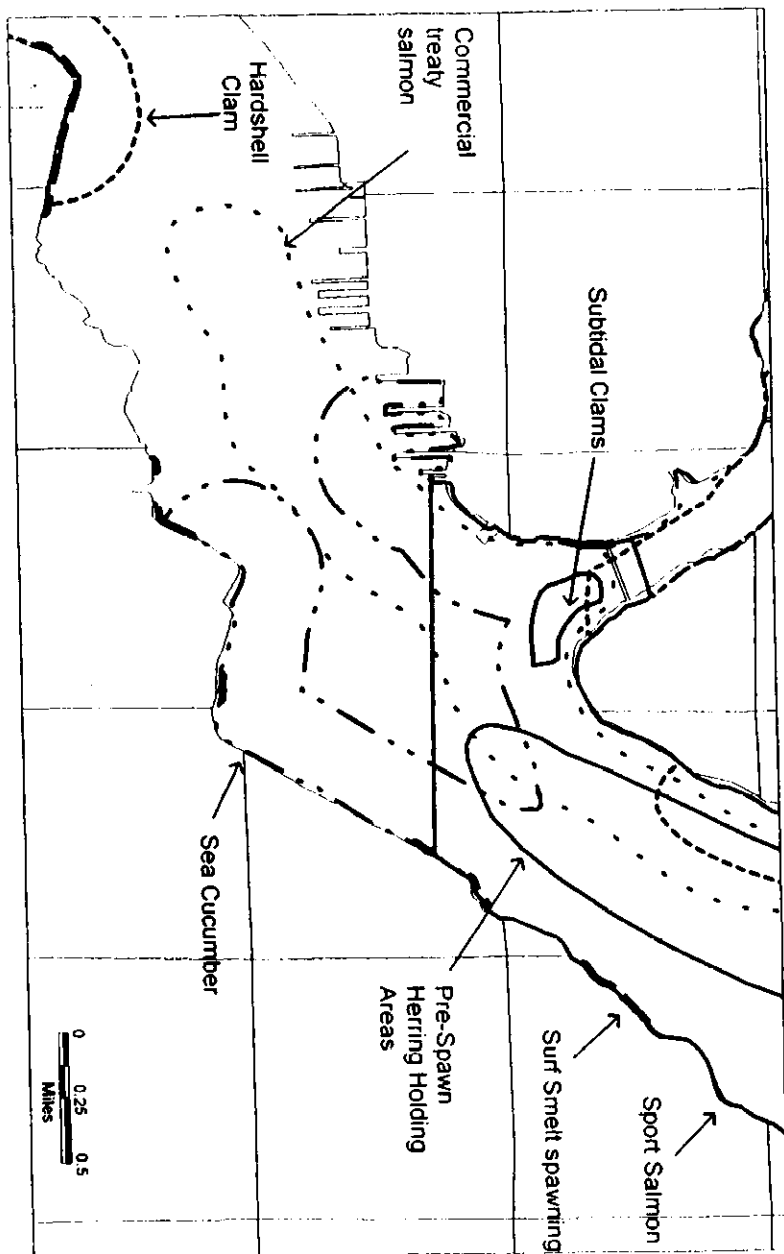 Commercial
treaty
salmon
Hardshell
Clam
Subtidal Clams
Sea Cucumber
Pre-Spawn
Herring Holding
Areas
Surf Smelt spawning
Sport Salmon
0 0.25 0.5
Miles